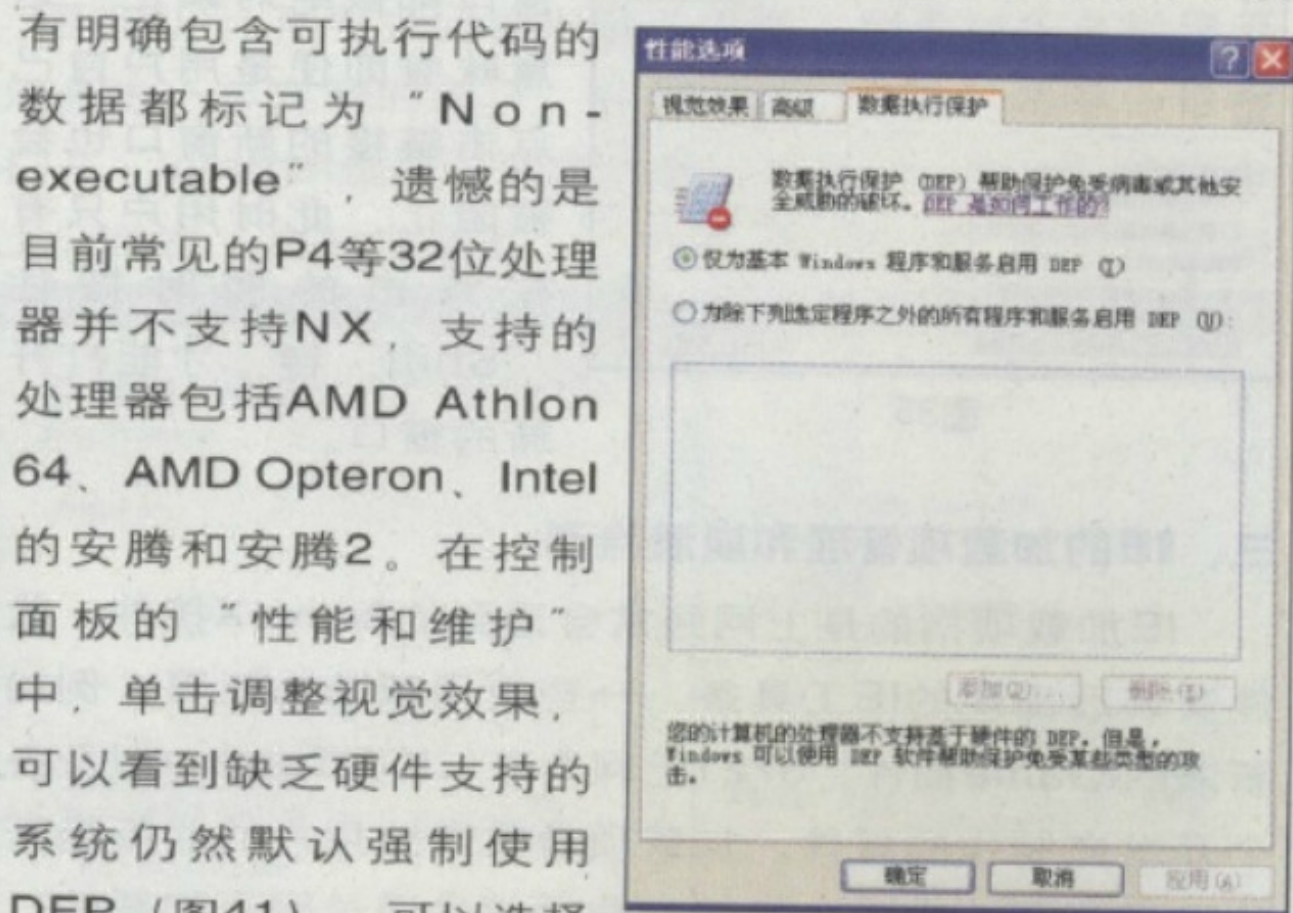 有明确包含可执行代码的
数据都标记为“Non-
executable”，遗憾的是
目前常见的P4等32位处理
器并不支持NX，支持的
处理器包括AMD Athlon
64、AMD Opteron、Intel
的安腾和安腾2。在控制
面板的“性能和维护”
中，单击调整视觉效果，
可以看到缺乏硬件支持的
系统仍然默认强制使用
DEP（图41），可以选择
性能选项
视觉效果 高级 数据执行保护
数据执行保护 (DEP) 帮助保护免受病毒或其他安
全威胁的破坏。DEP 是如何工作的?
仅为基本 Windows 程序和服务启用 DEP (T)
为除下列选定程序之外的所有程序和服务启用 DEP (U):
添加(D)... 删除(E)
您的计算机的处理器不支持基于硬件的 DEP。但是，
Windows 可以使用 DEP 软件帮助保护免受某些类型的攻
击。
确定 取消 应用(A)